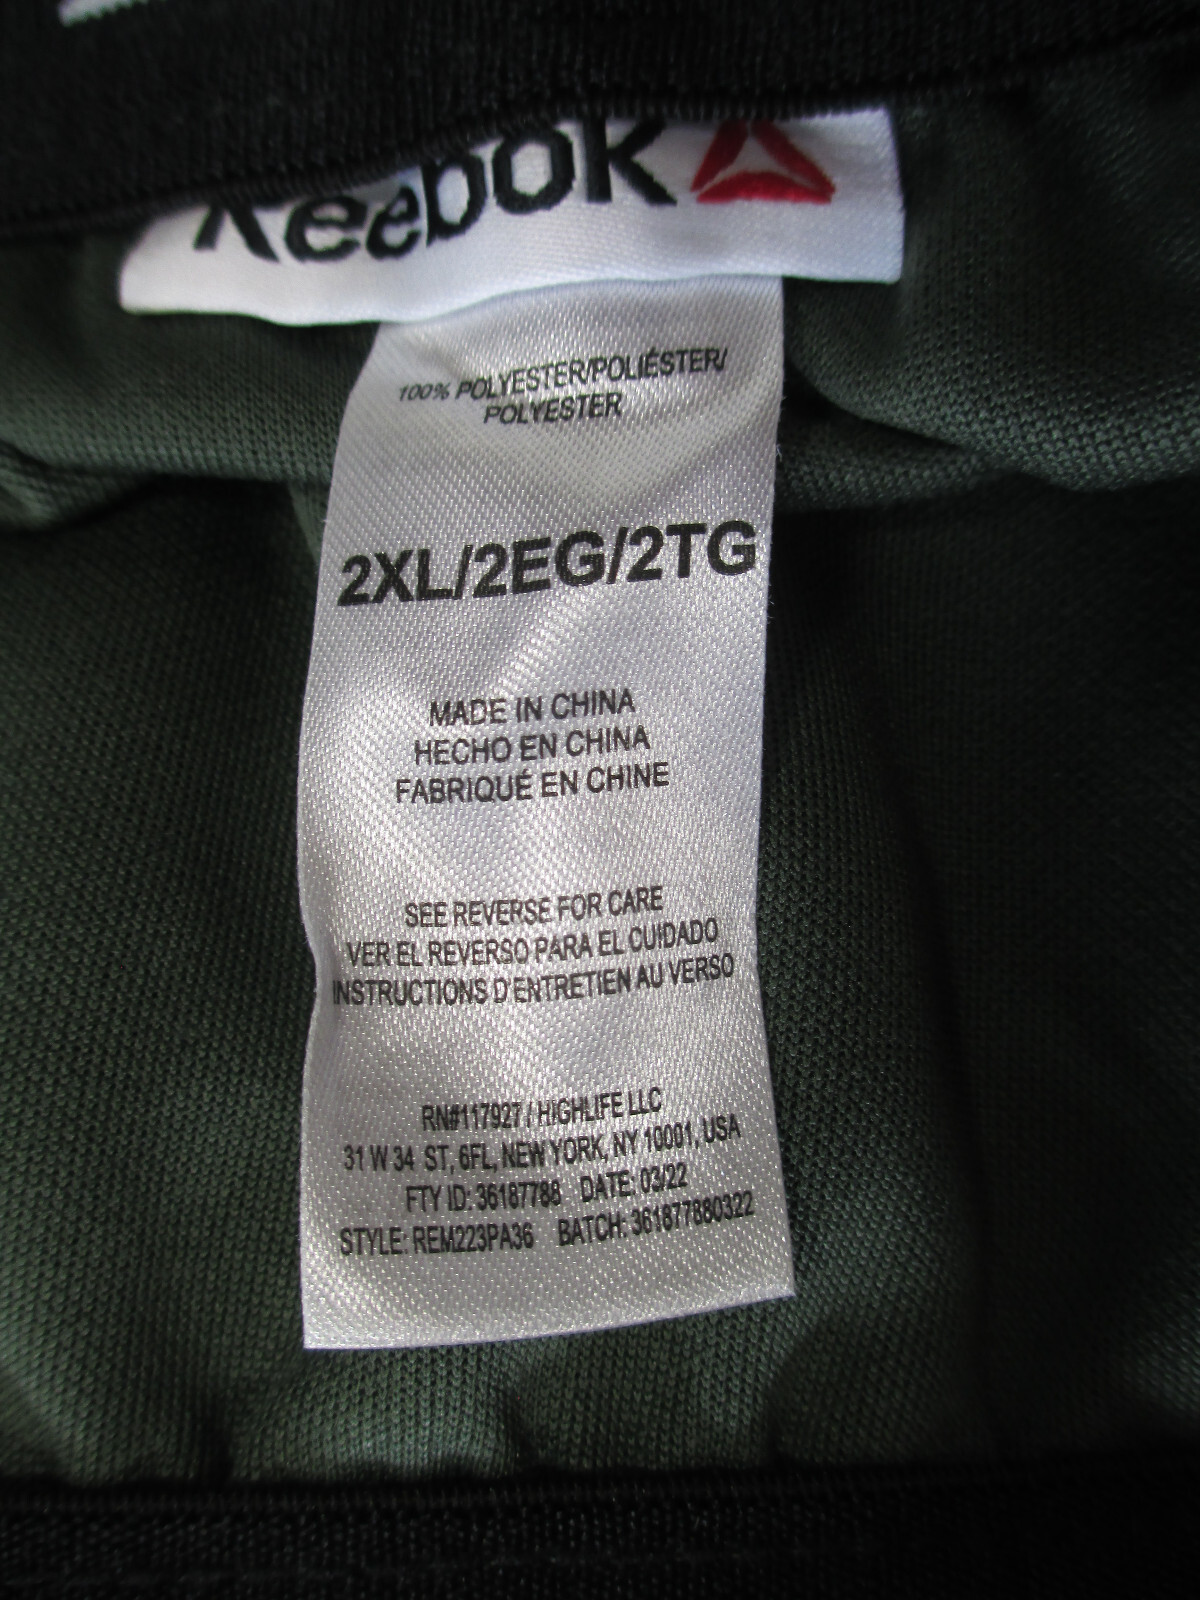 Reebok
100% POLYESTER/POLIÉSTER/
POLYESTER
2XL/2EG/2TG
MADE IN CHINA
HECHO EN CHINA
FABRIQUÉ EN CHINE
SEE REVERSE FOR CARE
VER EL REVERSO PARA EL CUIDADO
INSTRUCTIONS D'ENTRETIEN AU VERSO
RN#117927 / HIGHLIFE LLC
31 W 34 ST, 6FL, NEW YORK, NY 10001, USA
FTY ID: 36187788 DATE: 03/22
STYLE: REM223PA36 BATCH: 361877880322